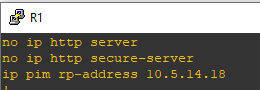 R1
no ip http server
no ip http secure-server
ip pim rp-address 10.5.14.18
!